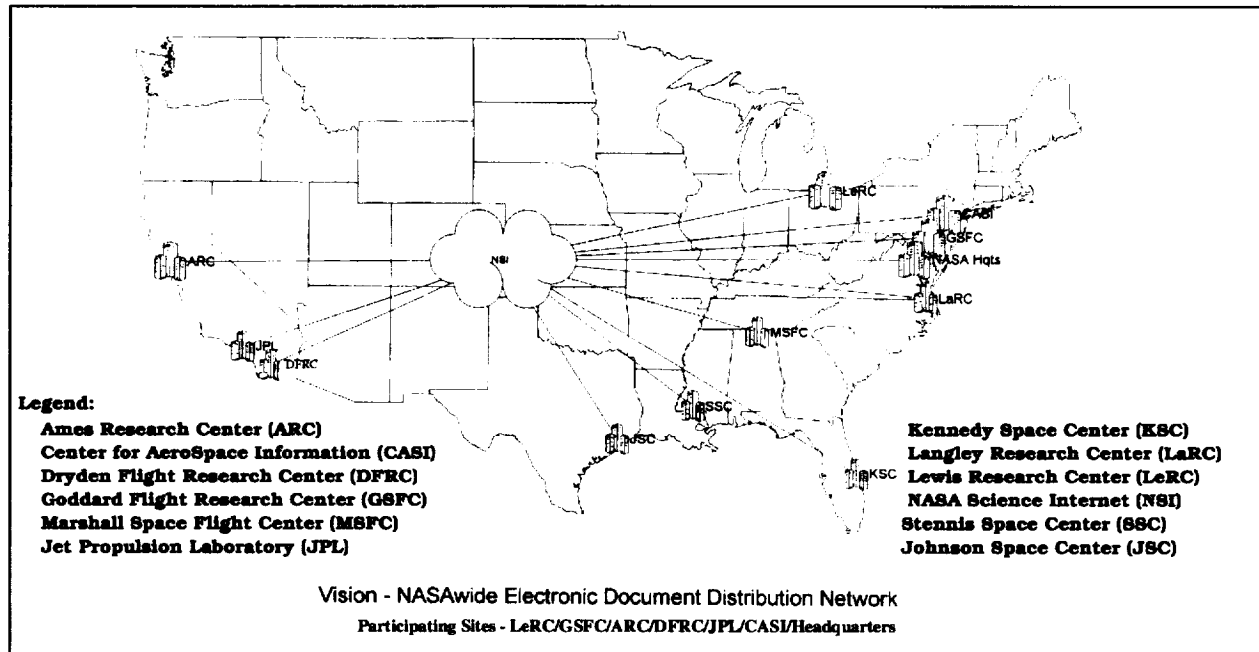 LeRC
CASI
GSFC
NSI
ARC
NASA Hqts
LaRC
MSFC
JPL
DFRC
SSC
JSC
KSC
Legend:
Ames Research Center (ARC)
Center for AeroSpace Information (CASI)
Dryden Flight Research Center (DFRC)
Goddard Flight Research Center (GSFC)
Marshall Space Flight Center (MSFC)
Jet Propulsion Laboratory (JPL)
Kennedy Space Center (KSC)
Langley Research Center (LaRC)
Lewis Research Center (LeRC)
NASA Science Internet (NSI)
Stennis Space Center (SSC)
Johnson Space Center (JSC)
Vision - NASAwide Electronic Document Distribution Network
Participating Sites - LeRC/GSFC/ARC/DFRC/JPL/CASI/Headquarters